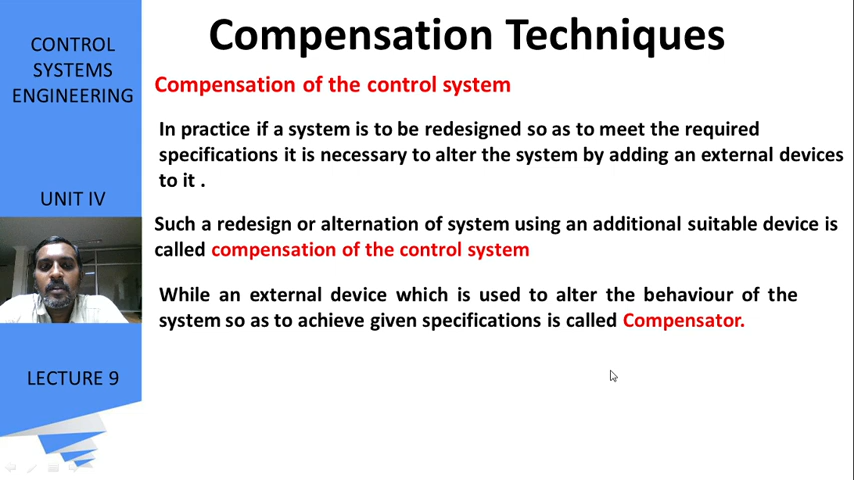 Compensation Techniques
CONTROL
SYSTEMS
ENGINEERING
Compensation of the control system
In practice if a system is to be redesigned so as to meet the required
specifications it is necessary to alter the system by adding an external devices
to it .
UNIT IV
Such a redesign or alternation of system using an additional suitable device is
called compensation of the control system
While an external device which is used to alter the behaviour of the
system so as to achieve given specifications is called Compensator.
LECTURE 9